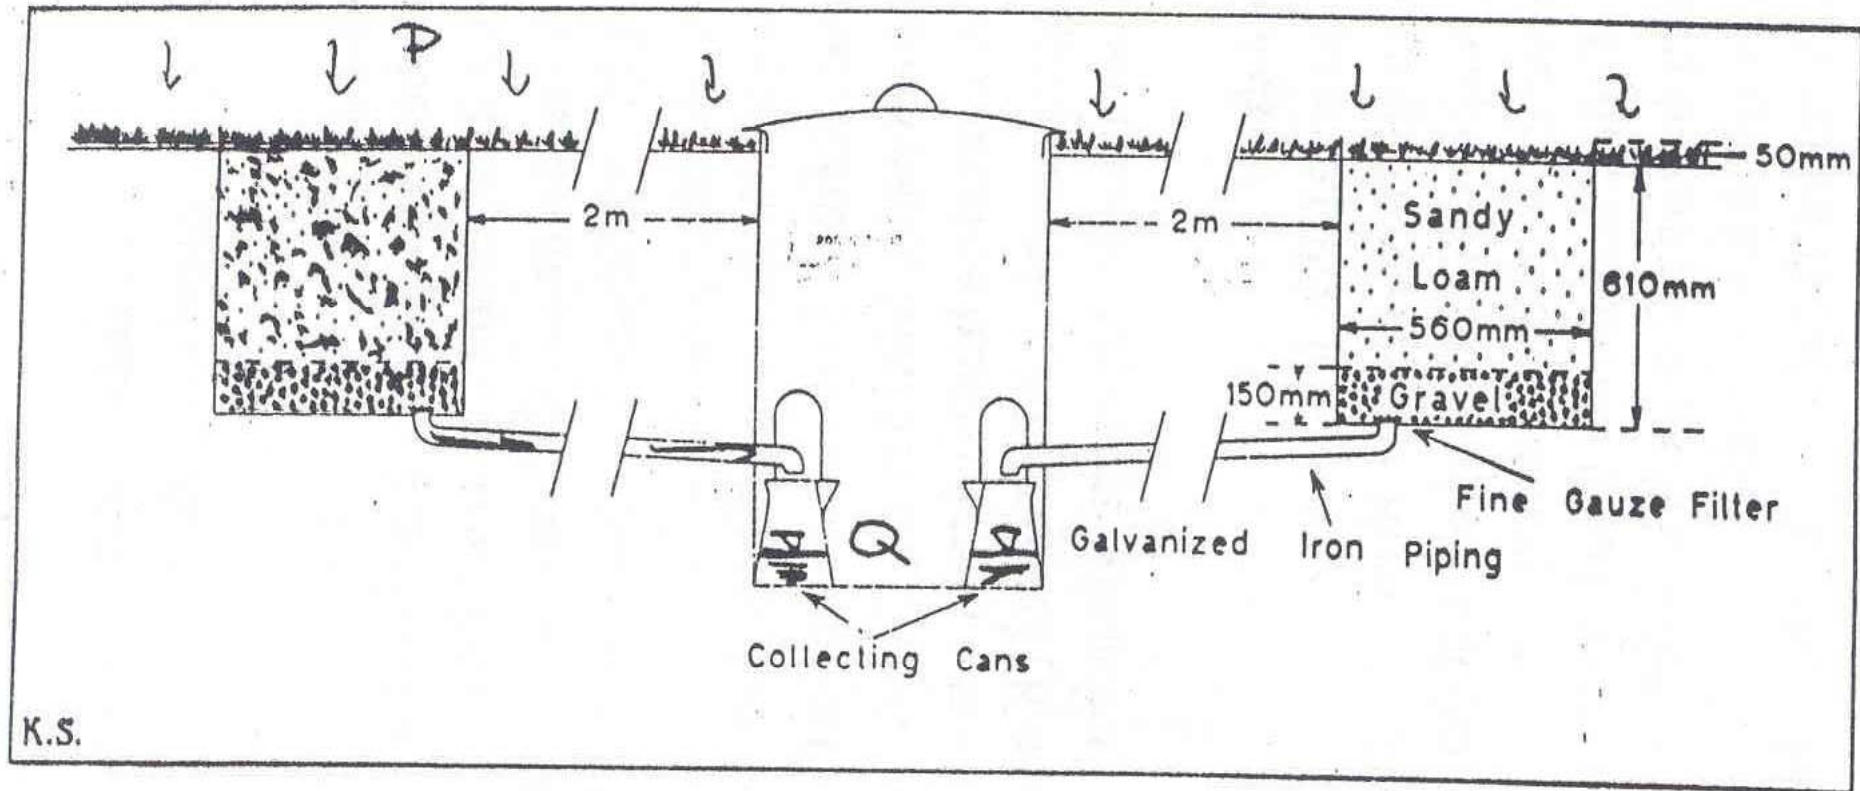 P
50mm
2m
2m
Sandy
Loam
610mm
560mm
150mm
Gravel
Fine Gauze Filter
Q
Galvanized Iron Piping
Collecting Cans
K.S.